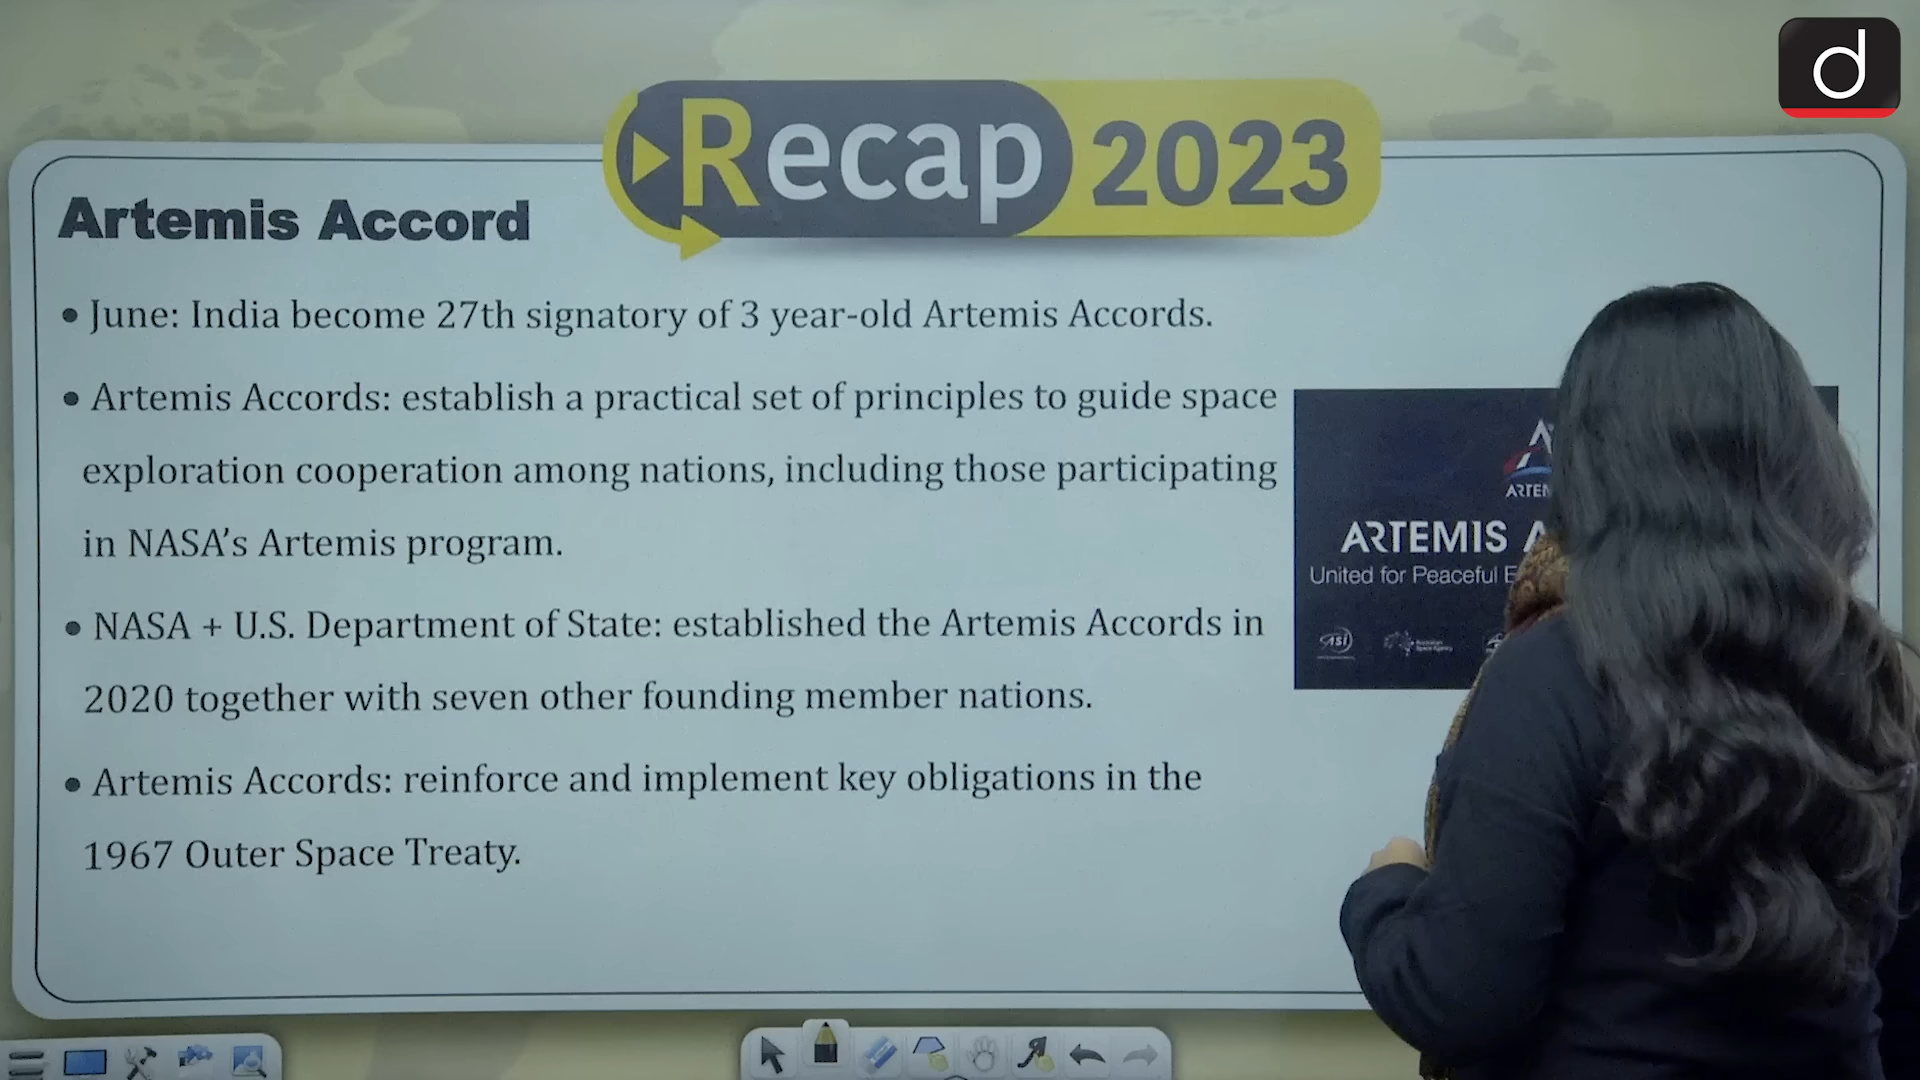 d
Recap 2023
Artemis Accord
• June: India become 27th signatory of 3 year-old Artemis Accords.
• Artemis Accords: establish a practical set of principles to guide space
exploration cooperation among nations, including those participating
in NASA’s Artemis program.
• NASA + U.S. Department of State: established the Artemis Accords in
2020 together with seven other founding member nations.
• Artemis Accords: reinforce and implement key obligations in the
1967 Outer Space Treaty.
ARTEMIS
United for Peaceful
asi